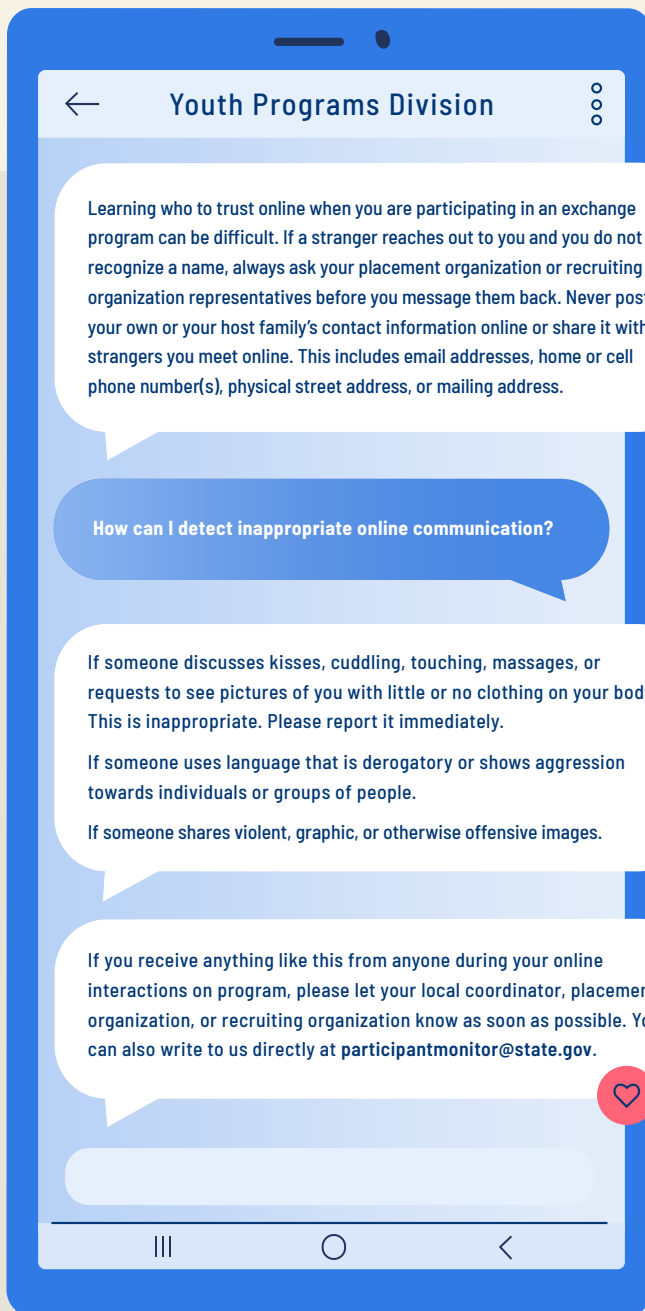 Youth Programs Division
Learning who to trust online when you are participating in an exchange
program can be difficult. If a stranger reaches out to you and you do not
recognize a name, always ask your placement organization or recruiting
organization representatives before you message them back. Never post
your own or your host family's contact information online or share it with
strangers you meet online. This includes email addresses, home or cell
phone number(s), physical street address, or mailing address.
How can I detect inappropriate online communication?
If someone discusses kisses, cuddling, touching, massages, or
requests to see pictures of you with little or no clothing on your
This is inappropriate. Please report it immediately.
If someone uses language that is derogatory or shows aggression
towards individuals or groups of people.
If someone shares violent, graphic, or otherwise offensive images.
If you receive anything like this from anyone during your online
interactions on program, please let your local coordinator,
organization, or recruiting organization know as soon as possible.
can also write to us directly at participantmonitor@state.gov.